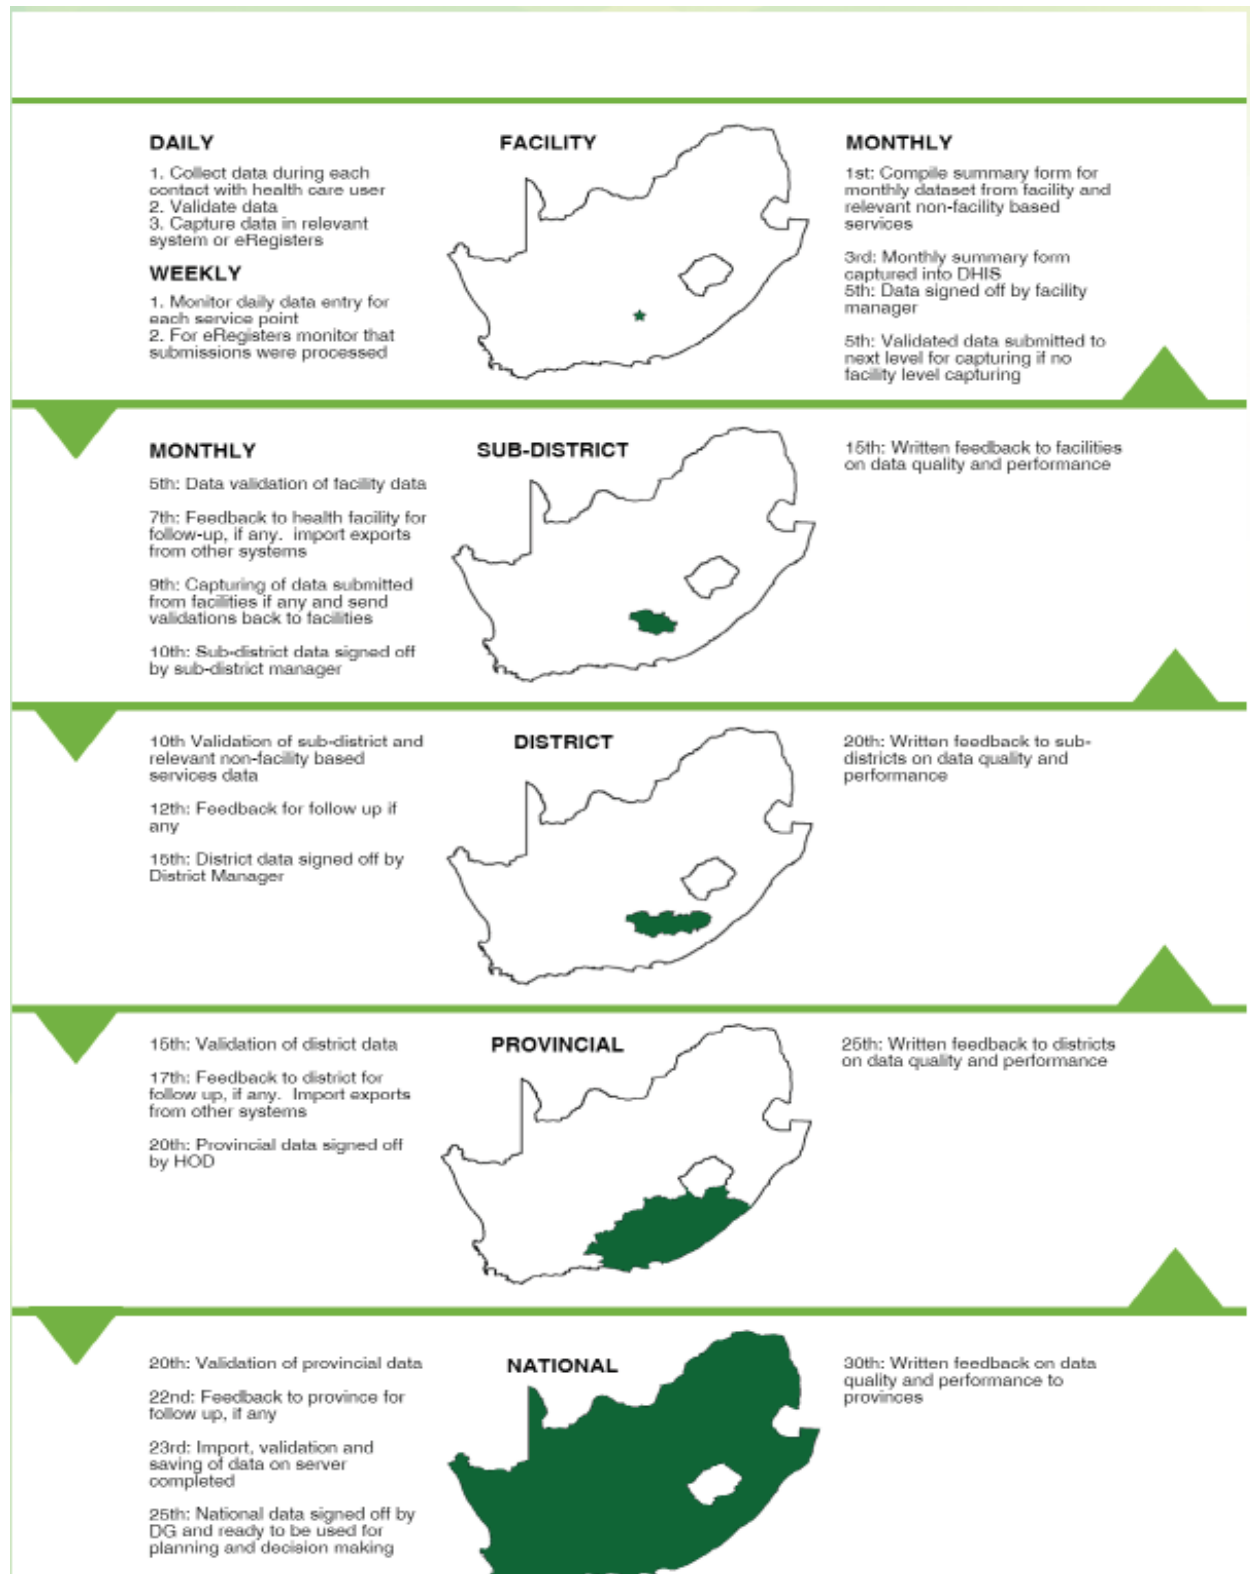 DAILY
1. Collect data during each
contact with health care user
2. Validate data
3. Capture data in relevant
system or eRegisters
WEEKLY
1. Monitor daily data entry for
each service point
2. For eRegisters monitor that
submissions were processed
FACILITY
MONTHLY
1st: Compile summary form for
monthly dataset from facility and
relevant non-facility based
services
3rd: Monthly summary form
captured into DHIS
5th: Data signed off by facility
manager
5th: Validated data submitted to
next level for capturing if no
facility level capturing
MONTHLY
5th: Data validation of facility data
7th: Feedback to health facility for
follow-up, if any. import exports
from other systems
9th: Capturing of data submitted
from facilities if any and send
validations back to facilities
10th: Sub-district data signed off
by sub-district manager
SUB-DISTRICT
15th: Written feedback to facilities
on data quality and performance
10th Validation of sub-district and
relevant non-facility based
services data
12th: Feedback for follow up if
any
15th: District data signed off by
District Manager
DISTRICT
20th: Written feedback to sub-
districts on data quality and
performance
15th: Validation of district data
17th: Feedback to district for
follow up, if any. Import exports
from other systems
20th: Provincial data signed off
by HOD
PROVINCIAL
25th: Written feedback to districts
on data quality and performance
20th: Validation of provincial data
22nd: Feedback to province for
follow up, if any
23rd: Import, validation and
saving of data on server
completed
25th: National data signed off by
DG and ready to be used for
planning and decision making
NATIONAL
30th: Written feedback on data
quality and performance to
provinces